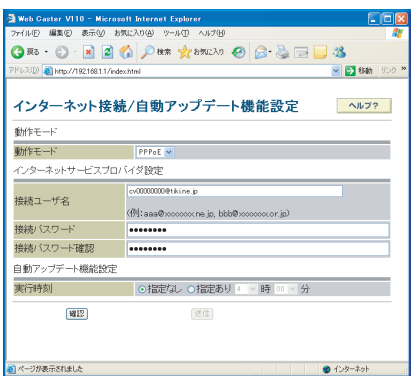 Web Caster V110 - Microsoft Internet Explorer
ファイル(F) 編集(E) 表示(V) お気に入り(A) ツール(T) ヘルプ(H)
戻る 検索 お気に入り
アドレス(D) http://192.168.1.1/index.html 移動 リンク »
インターネット接続/自動アップデート機能設定 ヘルプ?
動作モード
動作モード PPPoE
インターネットサービスプロバイダ設定
接続ユーザ名 cv00000000@tiki.ne.jp
(例:aaa@xxxxxxx.ne.jp, bbb@xxxxxxx.or.jp)
接続パスワード ●●●●●●●●
接続パスワード確認 ●●●●●●●●
自動アップデート機能設定
実行時刻 指定なし 指定あり 4 時 00 分
確認 送信
ページが表示されました インターネット